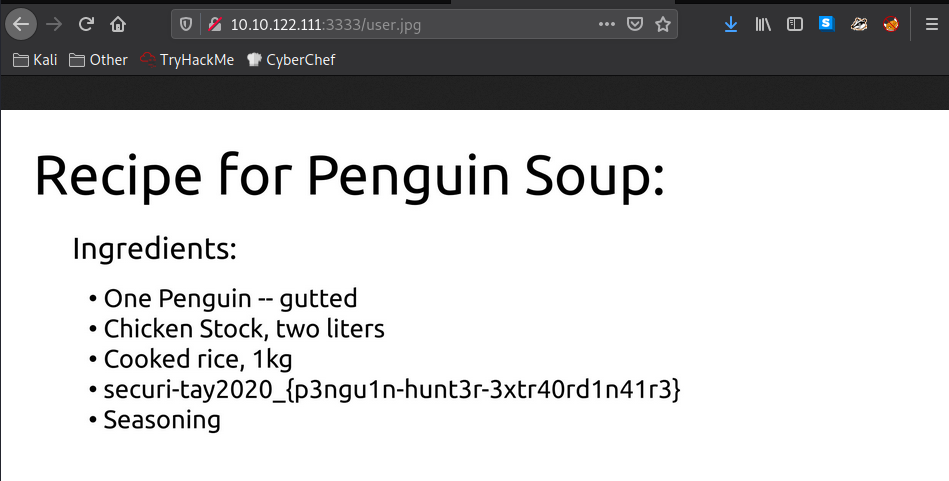 10.10.122.111:3333/user.jpg
Kali Other TryHackMe CyberChef
Recipe for Penguin Soup:
Ingredients:
• One Penguin -- gutted
• Chicken Stock, two liters
• Cooked rice, 1kg
• securi-tay2020_{p3ngu1n-hunt3r-3xtr40rd1n41r3}
• Seasoning